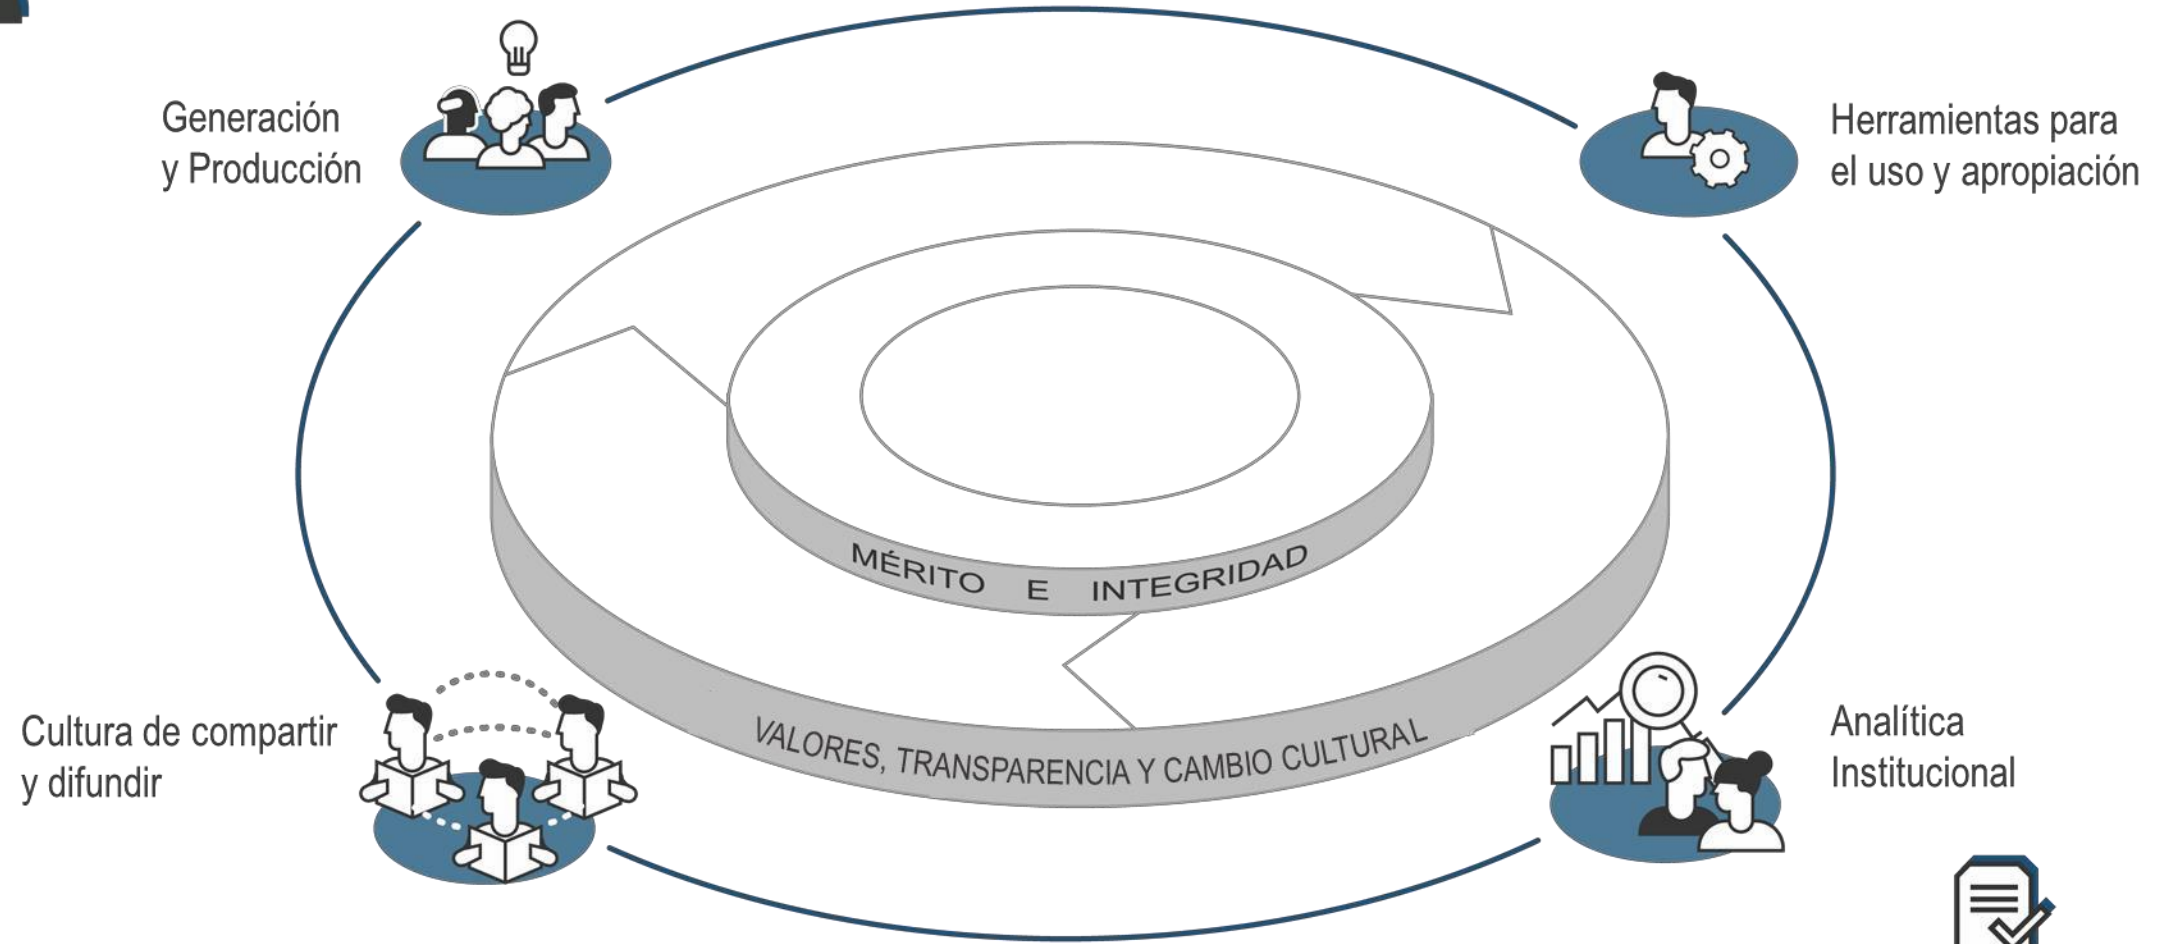 Generación
y Producción
Herramientas para
el uso y apropiación
MÉRITO E INTEGRIDAD
VALORES, TRANSPARENCIA Y CAMBIO CULTURAL
Cultura de compartir
y difundir
Analítica
Institucional